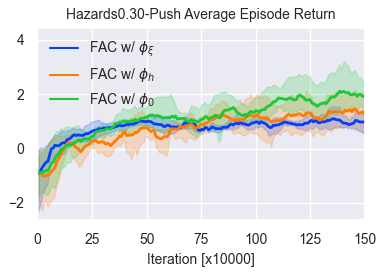 Hazards0.30-Push Average Episode Return
FAC w/ ϕξ
FAC w/ ϕh
FAC w/ ϕ0
4
2
0
−2
0 25 50 75 100 125 150
Iteration [x10000]